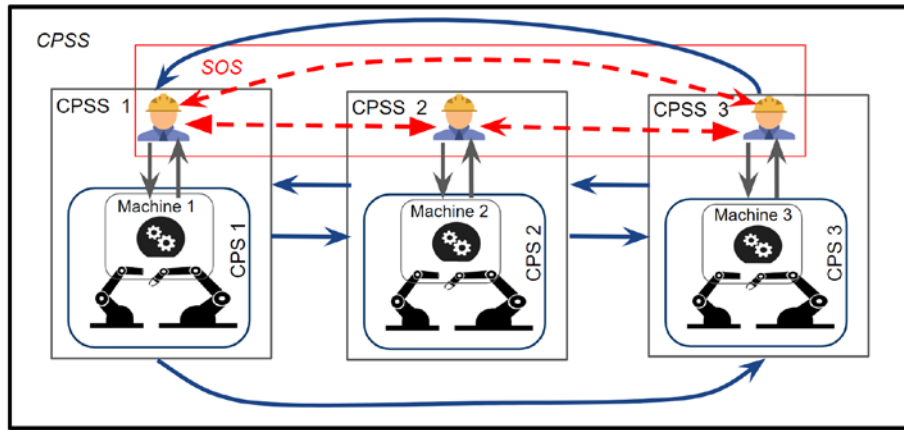 CPSS
SOS
CPSS 1
CPSS 2
CPSS 3
Machine 1
CPS 1
Machine 2
CPS 2
Machine 3
CPS 3